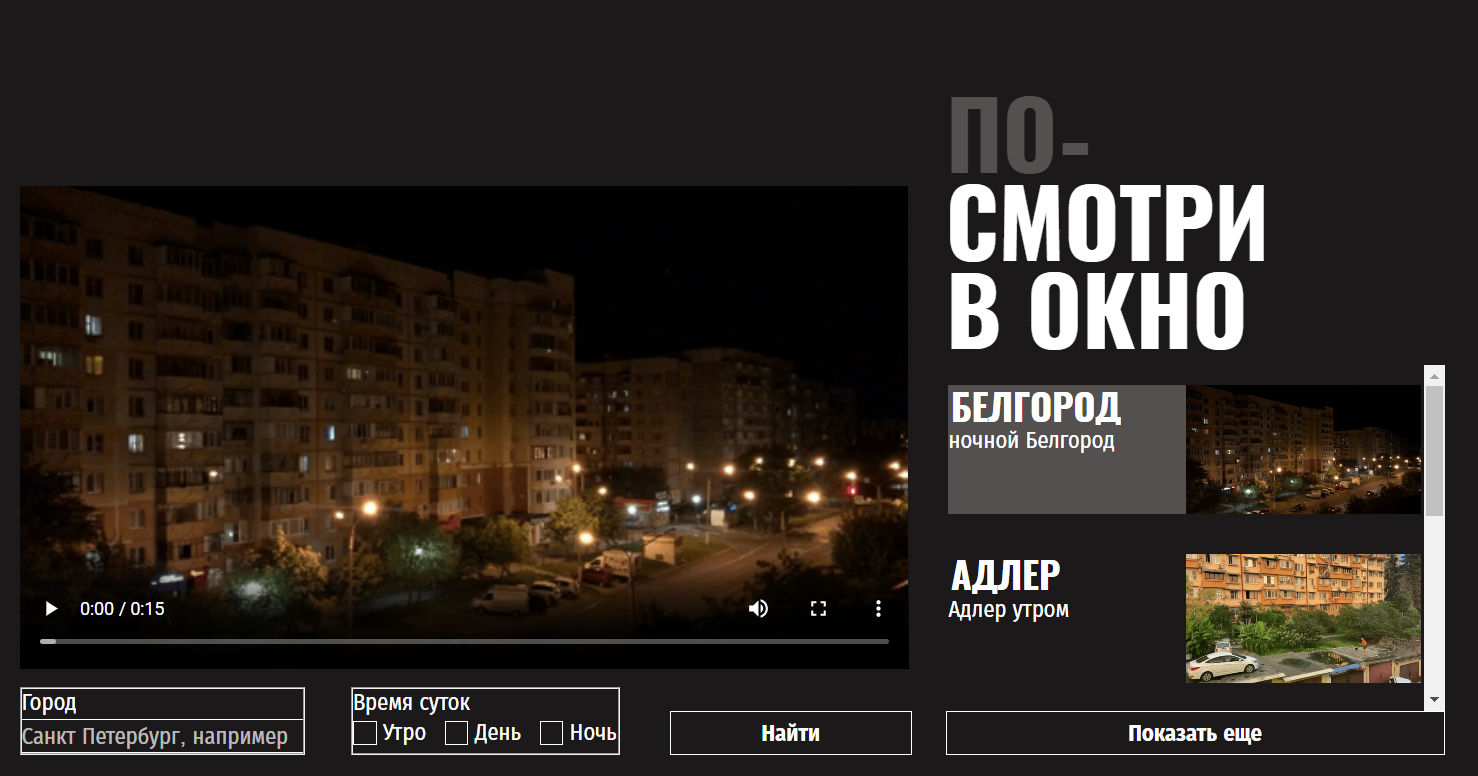 ПО-
СМОТРИ
В ОКНО
БЕЛГОРОД
ночной Белгород
АДЛЕР
Адлер утром
0:00 / 0:15
Город
Санкт Петербург, например
Время суток
Утро День Ночь
Найти
Показать еще